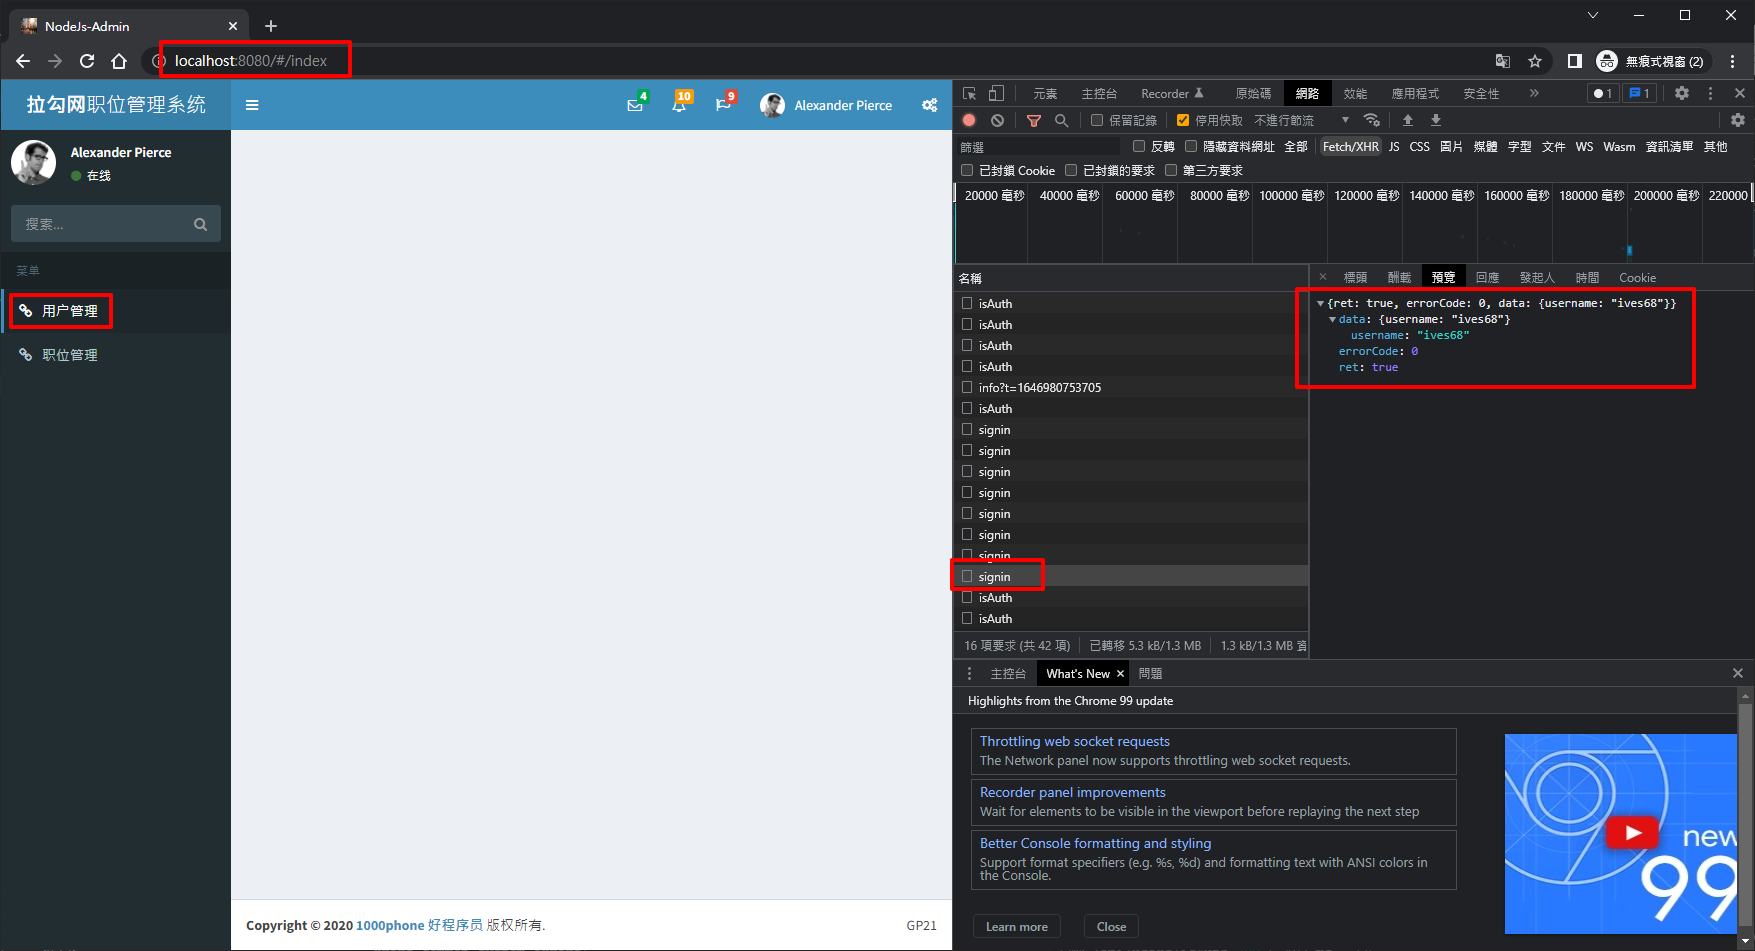 NodeJs-Admin
localhost:8080/#/index
無痕式視窗 (2)
拉勾网职位管理系统
4
10
9
Alexander Pierce
Alexander Pierce
在线
搜索...
菜单
用户管理
职位管理
Copyright © 2020 1000phone 好程序员 版权所有.
GP21
元素 主控台 Recorder 原始碼 網路 效能 應用程式 安全性 » 1 1
保留記錄 停用快取 不進行節流
篩選 反轉 隱藏資料網址 全部 Fetch/XHR JS CSS 圖片 媒體 字型 文件 WS Wasm 資訊清單 其他
已封鎖 Cookie 已封鎖的要求 第三方要求
20000 毫秒 40000 毫秒 60000 毫秒 80000 毫秒 100000 毫秒 120000 毫秒 140000 毫秒 160000 毫秒 180000 毫秒 200000 毫秒 220000
名稱
isAuth
isAuth
isAuth
isAuth
info?t=1646980753705
isAuth
signin
signin
signin
signin
signin
signin
signin
signin
isAuth
isAuth
16 項要求 (共 42 項) 已轉移 5.3 kB/1.3 MB 1.3 kB/1.3 MB 資
標頭 酬載 預覽 回應 發起人 時間 Cookie
{ret: true, errorCode: 0, data: {username: "ives68"}}
data: {username: "ives68"}
username: "ives68"
errorCode: 0
ret: true
主控台 What's New 問題
Highlights from the Chrome 99 update
Throttling web socket requests
The Network panel now supports throttling web socket requests.
Recorder panel improvements
Wait for elements to be visible in the viewport before replaying the next step
Better Console formatting and styling
Support format specifiers (e.g. %s, %d) and formatting text with ANSI colors in
the Console.
Learn more Close
new
99